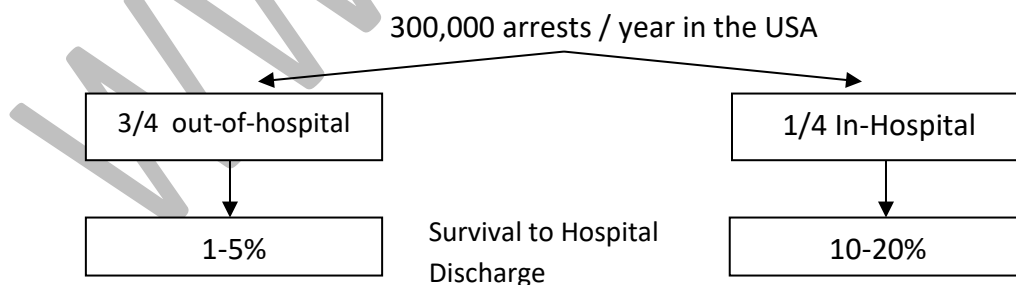 300,000 arrests / year in the USA
3/4 out-of-hospital
1/4 In-Hospital
1-5%
Survival to Hospital
Discharge
10-20%